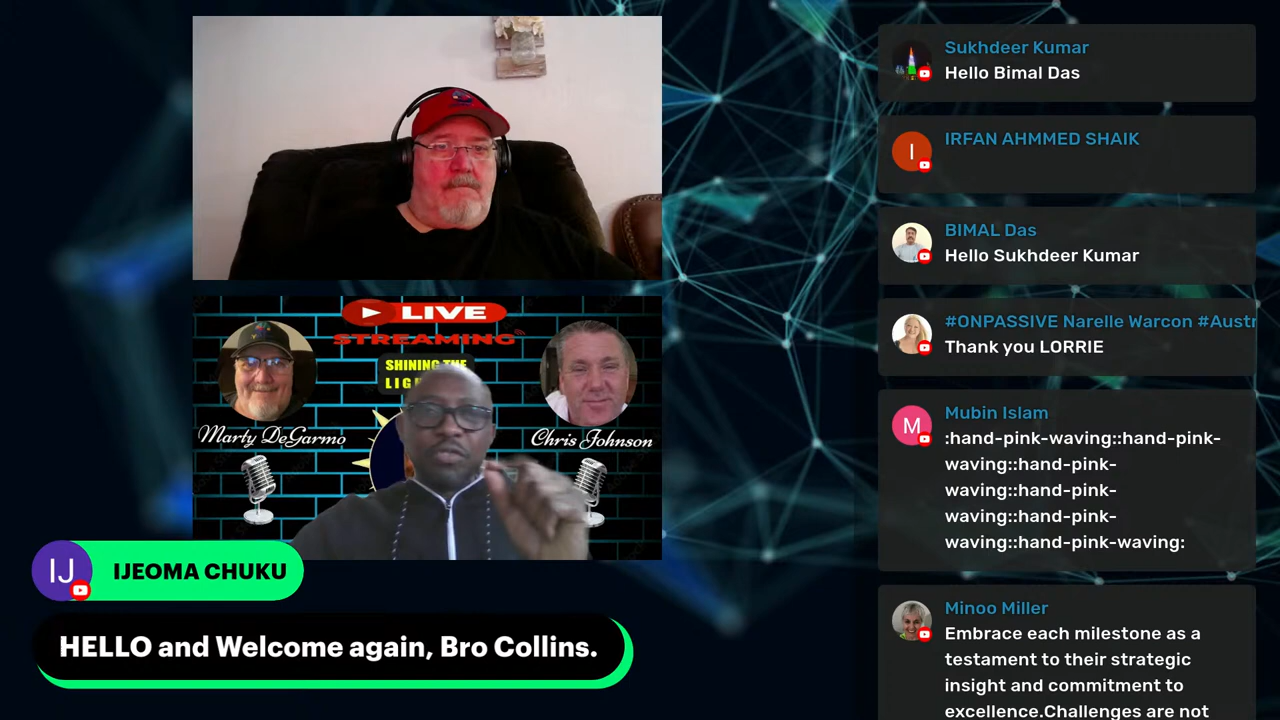 LIVE
STREAMING
SHINING THE
Marty DeGarmo
Chris Johnson
IJ
IJEOMA CHUKU
HELLO and Welcome again, Bro Collins.
Sukhdeer Kumar
Hello Bimal Das
I
IRFAN AHMMED SHAIK
BIMAL Das
Hello Sukhdeer Kumar
#ONPASSIVE Narelle Warcon #Austr
Thank you LORRIE
M
Mubin Islam
:hand-pink-waving::hand-pink-
waving::hand-pink-
waving::hand-pink-
waving::hand-pink-
waving::hand-pink-waving:
Minoo Miller
Embrace each milestone as a
testament to their strategic
insight and commitment to
excellence.Challenges are not